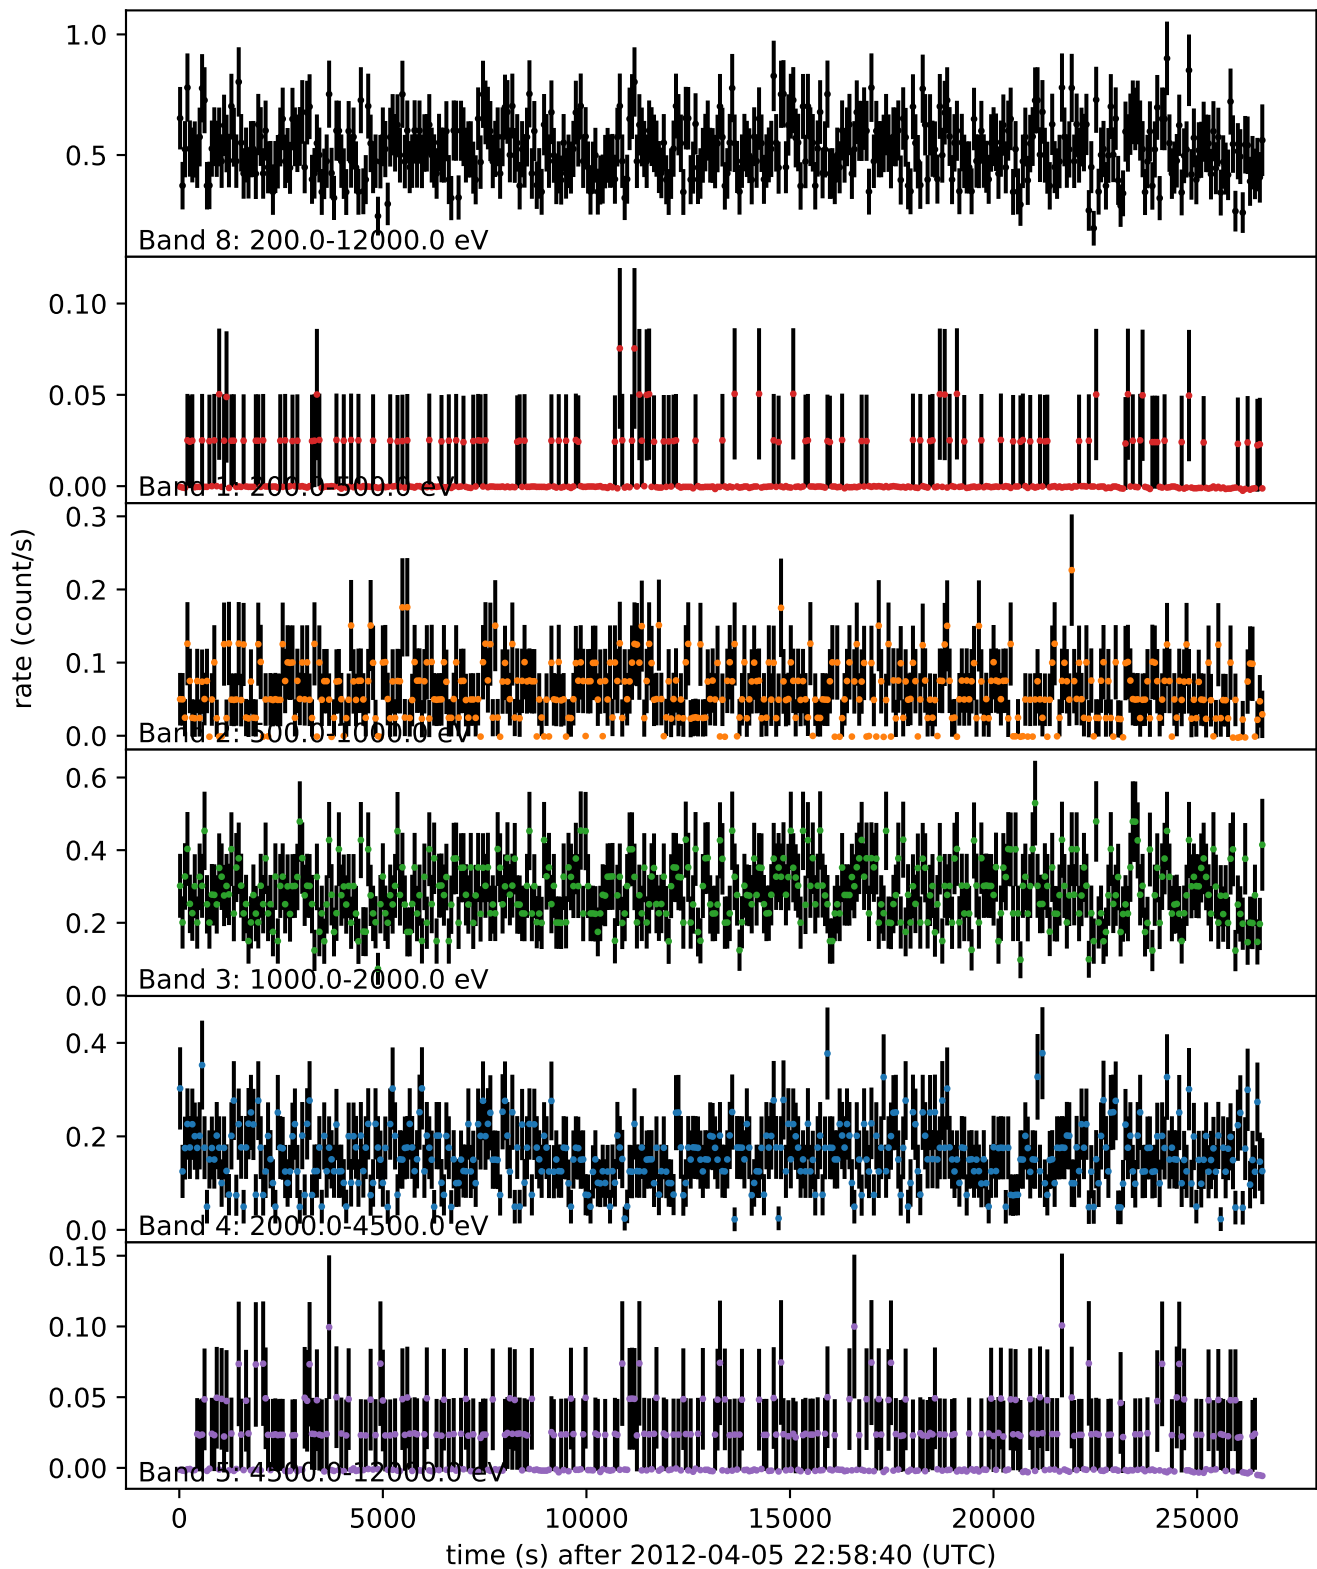 1.0
0.5
Band 8: 200.0-12000.0 eV
0.10
0.05
0.00
Band 1: 200.0-500.0 eV
0.3
0.2
0.1
0.0
Band 2: 500.0-1000.0 eV
rate (count/s)
0.6
0.4
0.2
0.0
Band 3: 1000.0-2000.0 eV
0.4
0.2
0.0
Band 4: 2000.0-4500.0 eV
0.15
0.10
0.05
0.00
Band 5: 4500.0-12000.0 eV
0 5000 10000 15000 20000 25000
time (s) after 2012-04-05 22:58:40 (UTC)